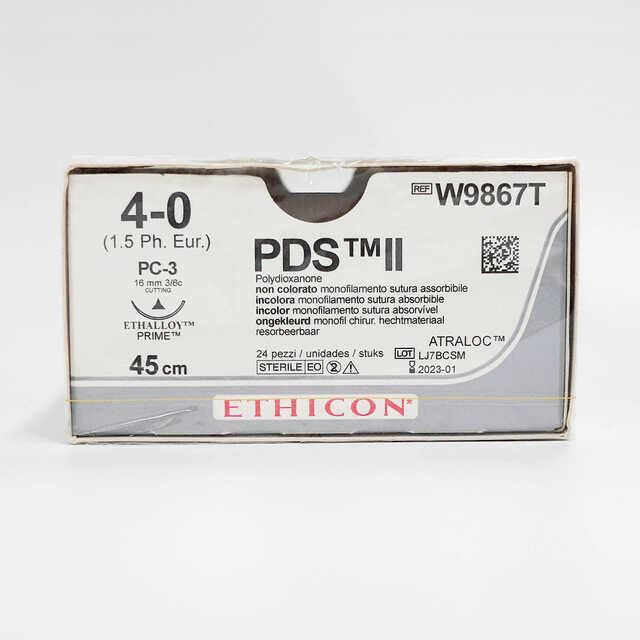 4-0
(1.5 Ph. Eur.)
PC-3
16 mm 3/8c
CUTTING
ETHALLOY™
PRIME™
45 cm
REF W9867T
PDS™II
Polydioxanone
non colorato monofilamento sutura assorbibile
incolora monofilamento sutura absorbible
incolor monofilamento sutura absorvível
ongekleurd monofil chirur. hechtmateriaal
resorbeerbaar
24 pezzi / unidades / stuks
STERILE EO 2
ATRALOC™
LOT LJ7BCSM
2023-01
ETHICON®